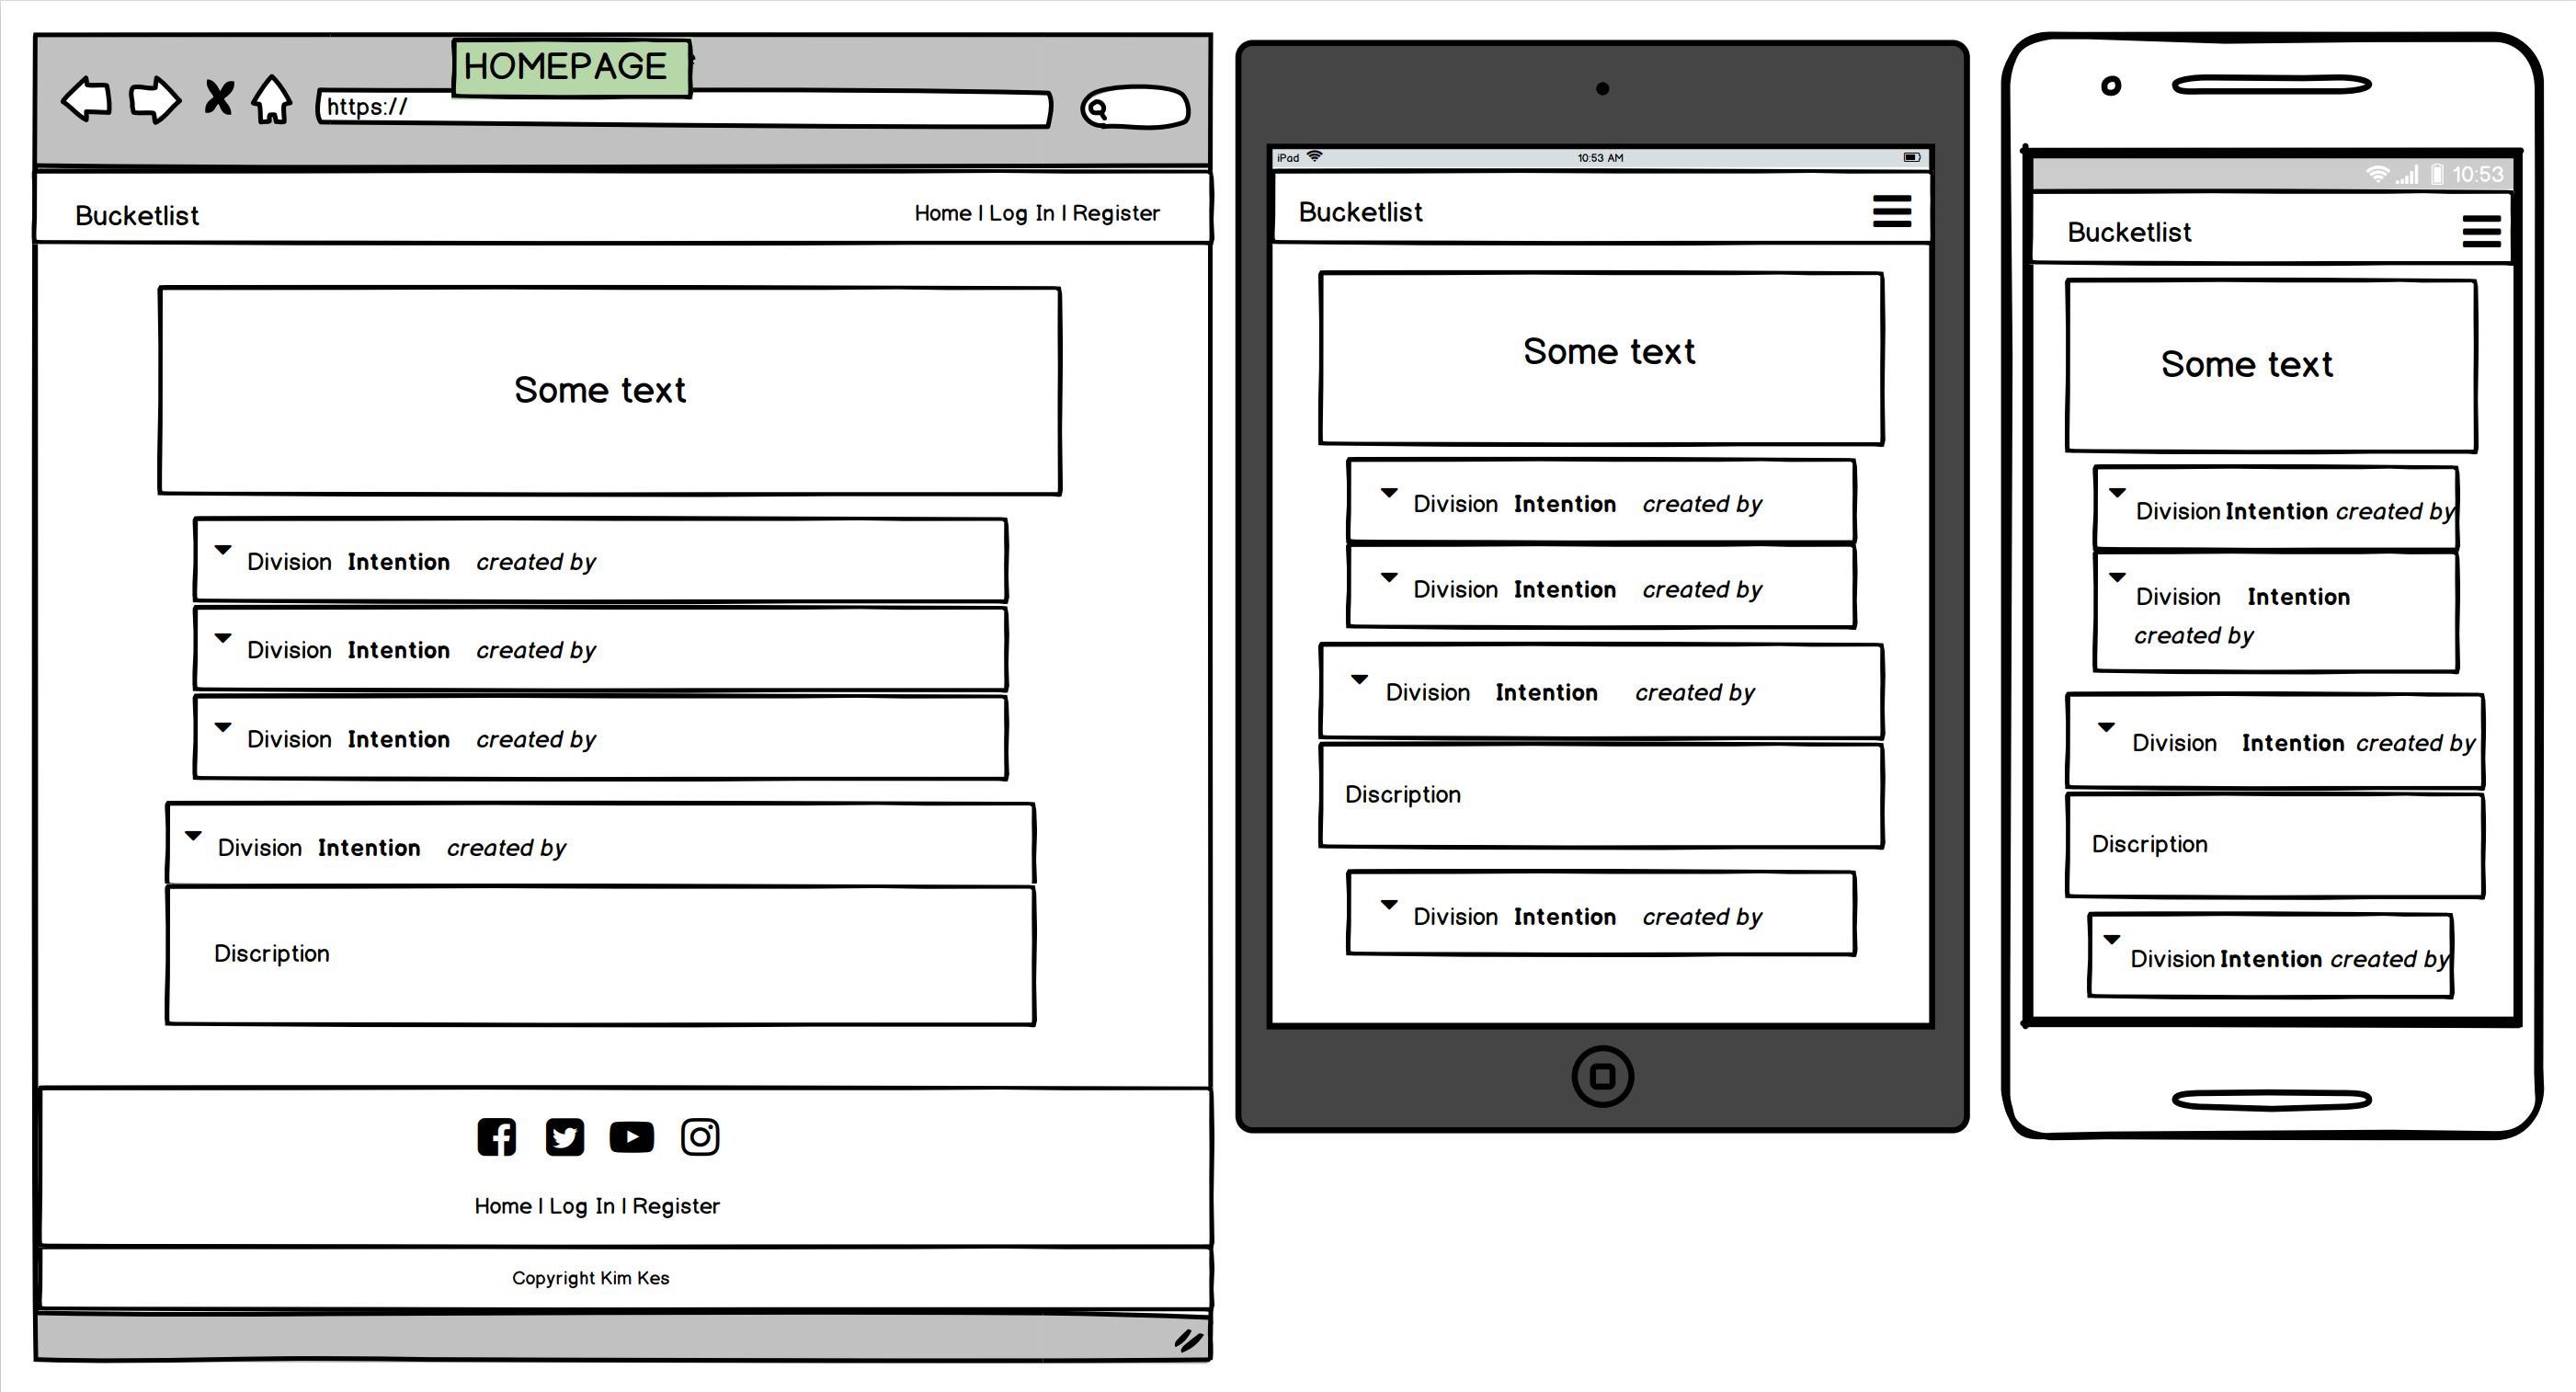 HOMEPAGE
https://
Bucketlist
Home | Log In | Register
Some text
Division Intention created by
Division Intention created by
Division Intention created by
Division Intention created by
Discription
Home | Log In | Register
Copyright Kim Kes
iPad 10:53 AM
Bucketlist
Some text
Division Intention created by
Division Intention created by
Division Intention created by
Discription
Division Intention created by
10:53
Bucketlist
Some text
Division Intention created by
Division Intention
created by
Division Intention created by
Discription
Division Intention created by